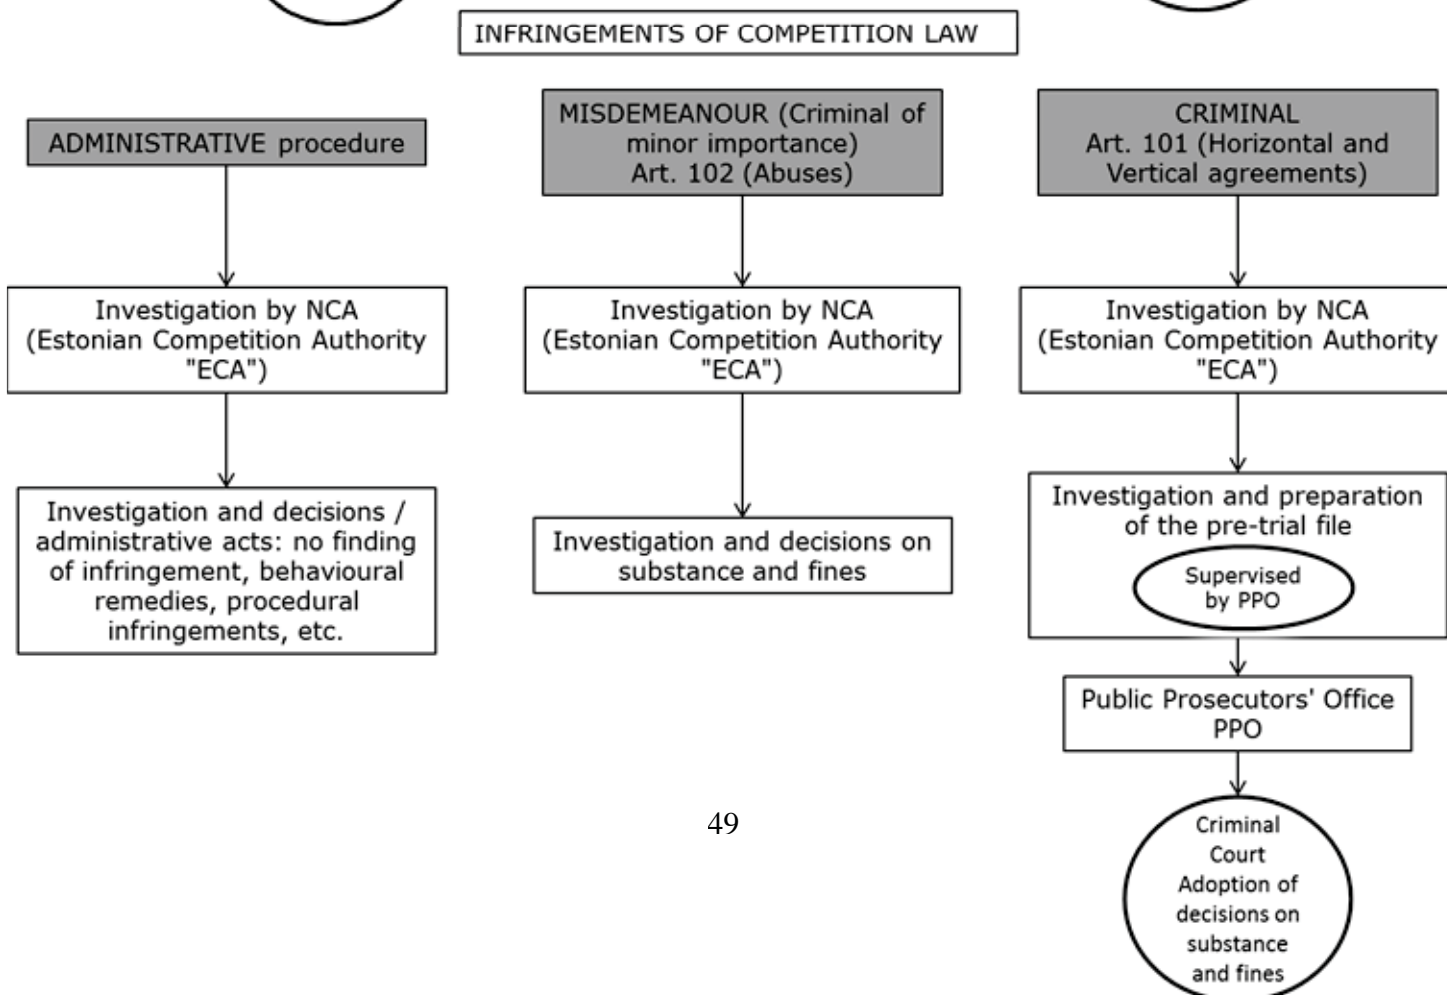 INFRINGEMENTS OF COMPETITION LAW
ADMINISTRATIVE procedure
Investigation by NCA
(Estonian Competition Authority
"ECA")
Investigation and decisions /
administrative acts: no finding
of infringement, behavioural
remedies, procedural
infringements, etc.
MISDEMEANOUR (Criminal of
minor importance)
Art. 102 (Abuses)
Investigation by NCA
(Estonian Competition Authority
"ECA")
Investigation and decisions on
substance and fines
CRIMINAL
Art. 101 (Horizontal and
Vertical agreements)
Investigation by NCA
(Estonian Competition Authority
"ECA")
Investigation and preparation
of the pre-trial file
Supervised
by PPO
Public Prosecutors' Office
PPO
Criminal
Court
Adoption of
decisions on
substance
and fines
49